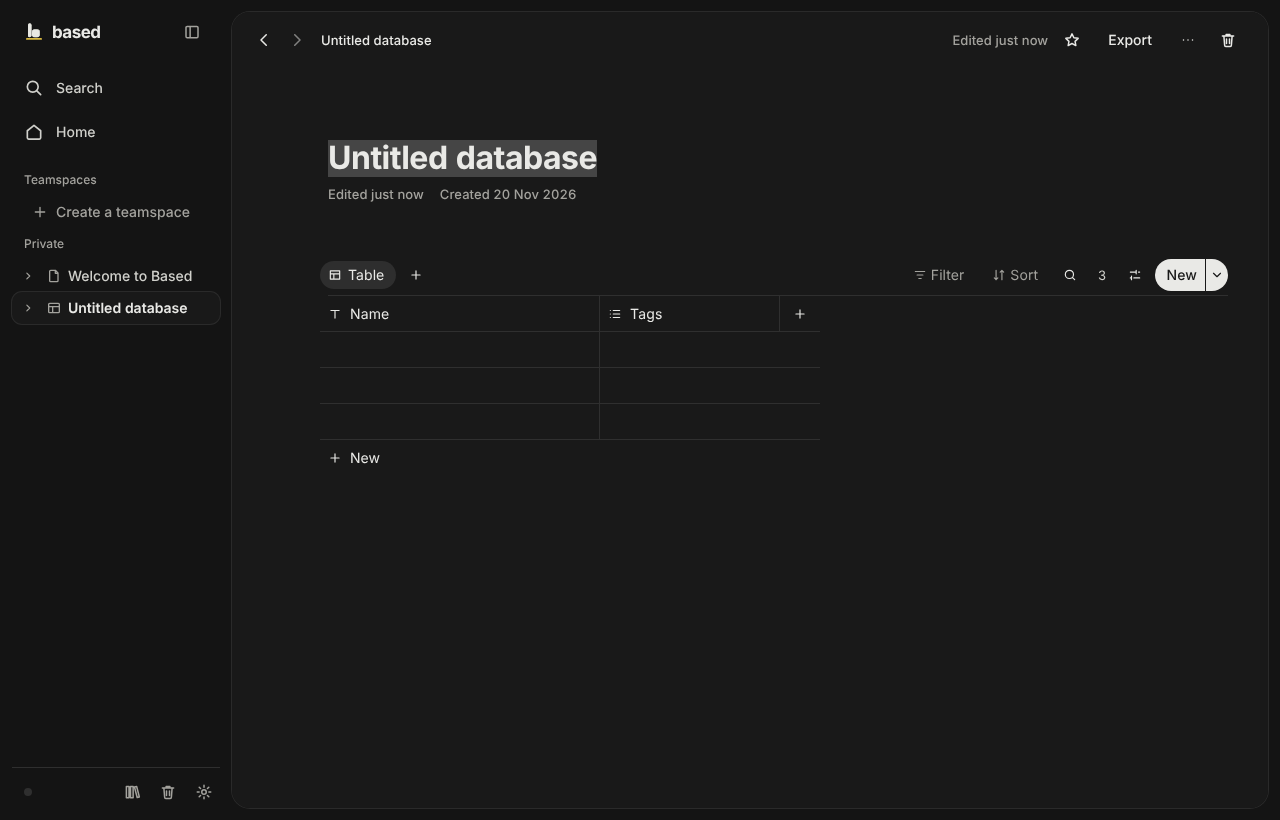 based
Search
Home
Teamspaces
Create a teamspace
Private
Welcome to Based
Untitled database
Untitled database
Edited just now
Export
Untitled database
Edited just now Created 20 Nov 2026
Table
Filter
Sort
3
New
Name
Tags
New